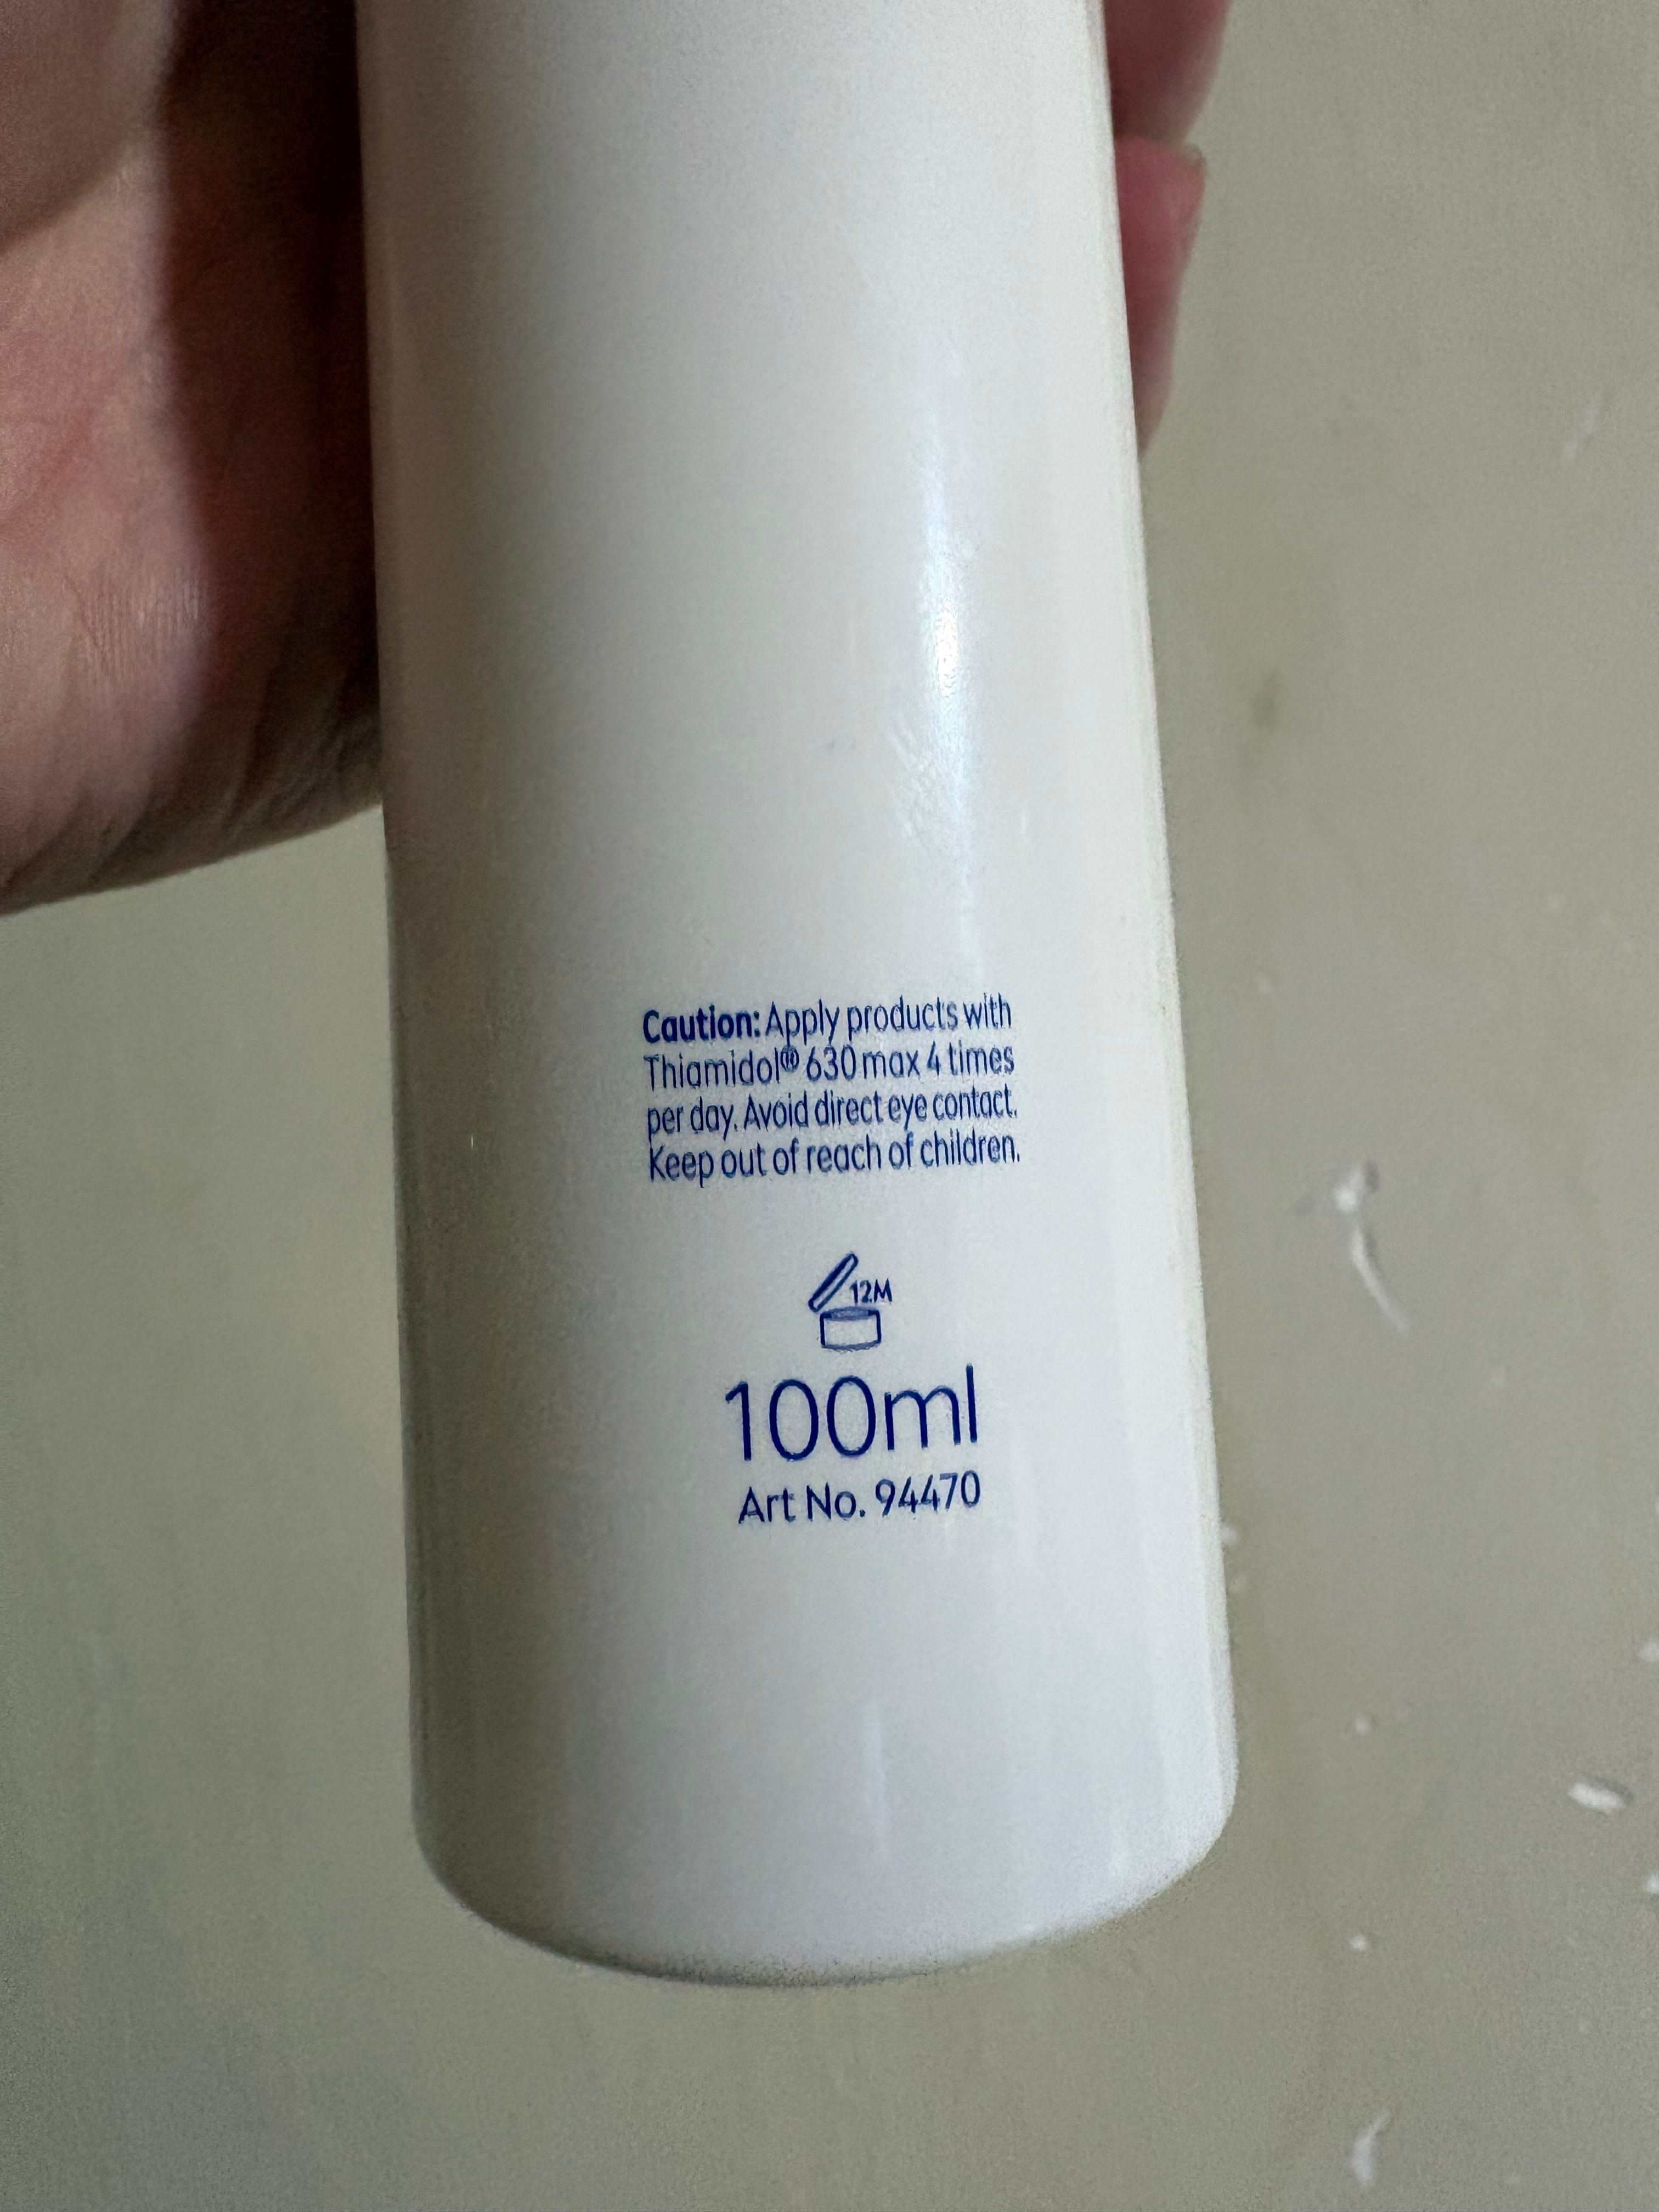 Caution: Apply products with
Thiamidol® 630 max 4 times
per day. Avoid direct eye contact.
Keep out of reach of children.
12M
100ml
Art No. 94470